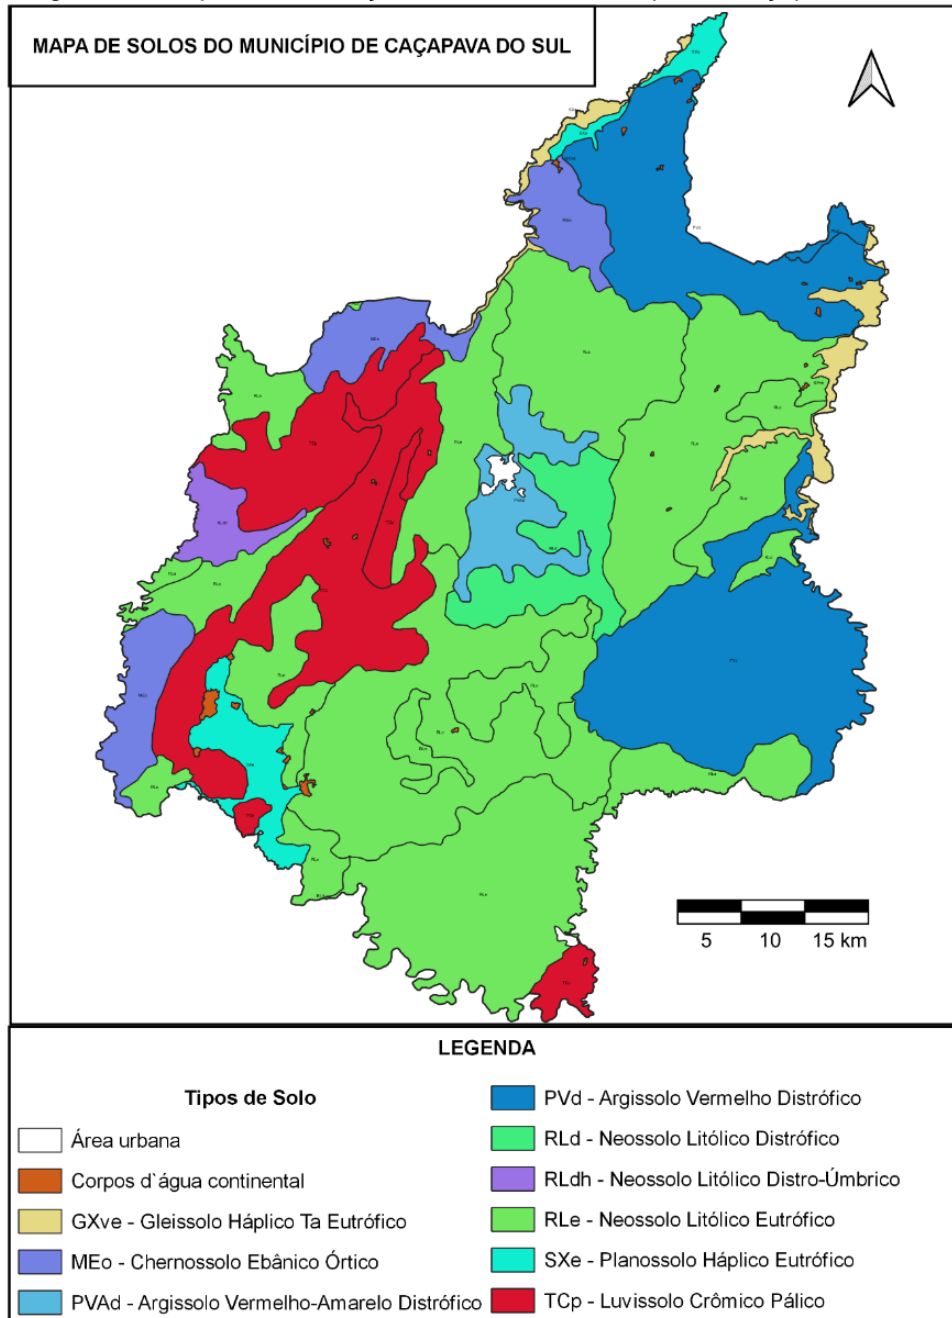 MAPA DE SOLOS DO MUNICÍPIO DE CAÇAPAVA DO SUL
5 10 15 km
LEGENDA
Tipos de Solo
Área urbana
Corpos d`água continental
GXve - Gleissolo Háplico Ta Eutrófico
MEo - Chernossolo Ebânico Órtico
PVAd - Argissolo Vermelho-Amarelo Distrófico
PVd - Argissolo Vermelho Distrófico
RLd - Neossolo Litólico Distrófico
RLdh - Neossolo Litólico Distro-Úmbrico
RLe - Neossolo Litólico Eutrófico
SXe - Planossolo Háplico Eutrófico
TCp - Luvissolo Crômico Pálico